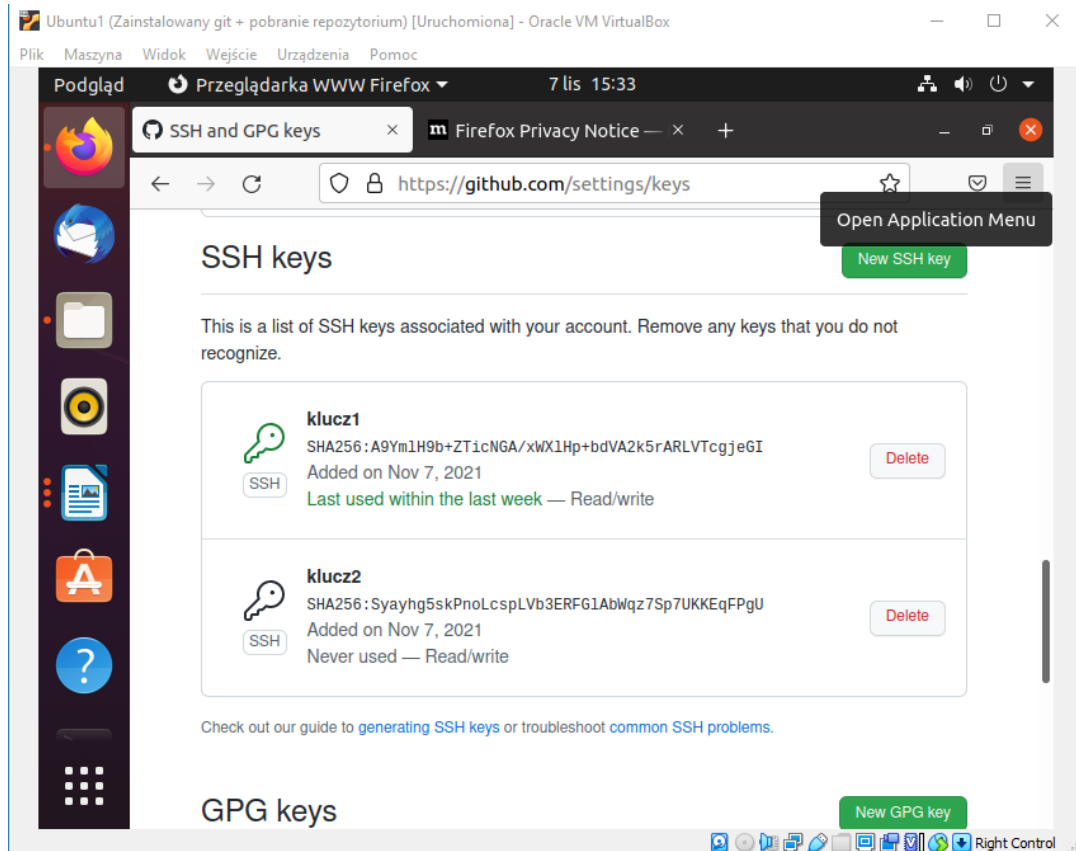 Ubuntu1 (Zainstalowany git + pobranie repozytorium) [Uruchomiona] - Oracle VM VirtualBox
Plik Maszyna Widok Wejście Urządzenia Pomoc
Podgląd Przeglądarka WWW Firefox 7 lis 15:33
SSH and GPG keys Firefox Privacy Notice —
https://github.com/settings/keys
Open Application Menu
SSH keys New SSH key
This is a list of SSH keys associated with your account. Remove any keys that you do not
recognize.
klucz1
SHA256:A9YmlH9b+ZTicNGA/xWXlHp+bdVA2k5rARLVTcgjeGI
SSH Added on Nov 7, 2021
Last used within the last week — Read/write
Delete
klucz2
SHA256:Syayhg5skPnoLcspLVb3ERFGlAbWqz7Sp7UKKEqFPgU
SSH Added on Nov 7, 2021
Never used — Read/write
Delete
Check out our guide to generating SSH keys or troubleshoot common SSH problems.
GPG keys New GPG key
Right Control